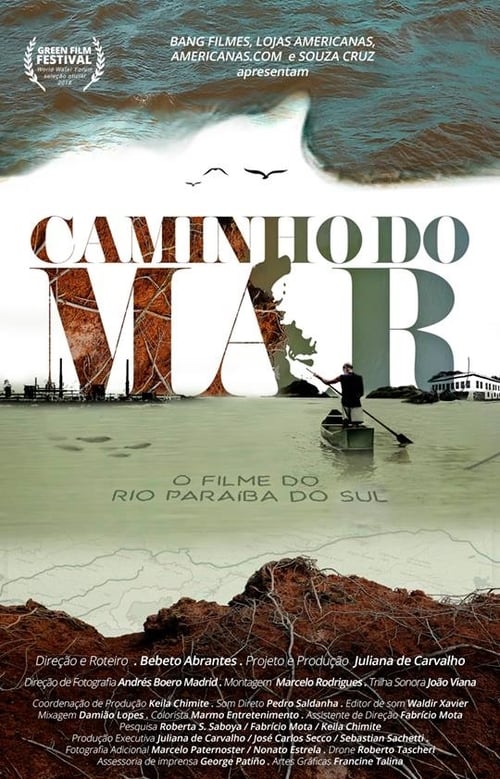 GREEN FILM
FESTIVAL
World Water Forum
seleção oficial
2018
BANG FILMES, LOJAS AMERICANAS,
AMERICANAS.COM e SOUZA CRUZ
apresentam
CAMINHO DO
MAR
O FILME DO
RIO PARAÍBA DO SUL
Direção e Roteiro . Bebeto Abrantes . Projeto e Produção Juliana de Carvalho
Direção de Fotografia Andrés Boero Madrid . Montagem Marcelo Rodrigues . Trilha Sonora João Viana
Coordenação de Produção Keila Chimite . Som Direto Pedro Saldanha . Editor de som Waldir Xavier
Mixagem Damião Lopes . Colorista Marmo Entretenimento . Assistente de Direção Fabrício Mota
Pesquisa Roberta S. Saboya / Fabrício Mota / Keila Chimite
Produção Executiva Juliana de Carvalho / José Carlos Secco / Sebastian Sachetti .
Fotografia Adicional Marcelo Paternoster / Nonato Estrela . Drone Roberto Tascheri
Assessoria de imprensa George Patiño . Artes Gráficas Francine Talina